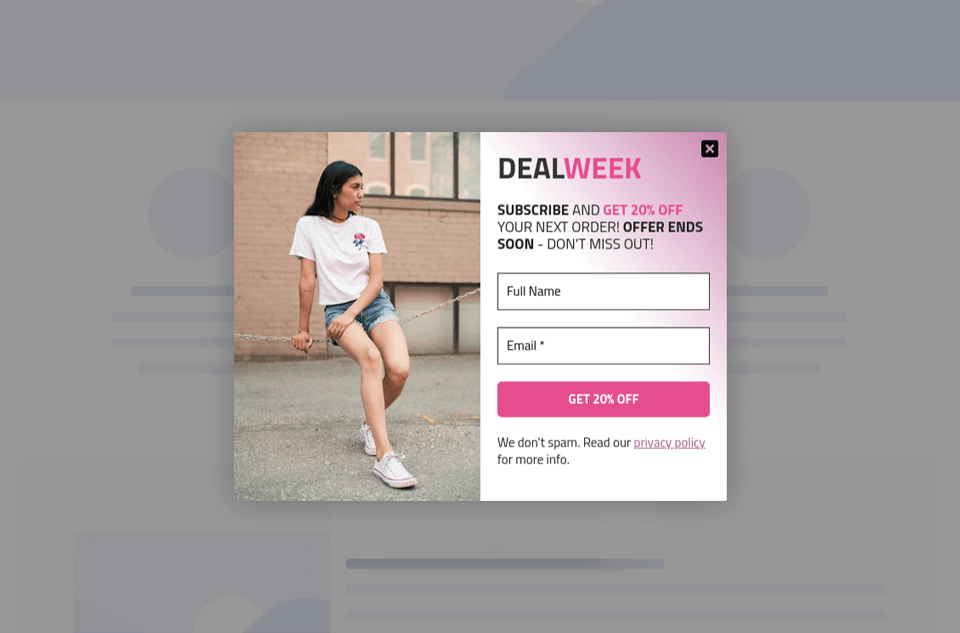 DEALWEEK
SUBSCRIBE AND GET 20% OFF
YOUR NEXT ORDER! OFFER ENDS
SOON - DON'T MISS OUT!
Full Name
Email *
GET 20% OFF
We don't spam. Read our privacy policy
for more info.